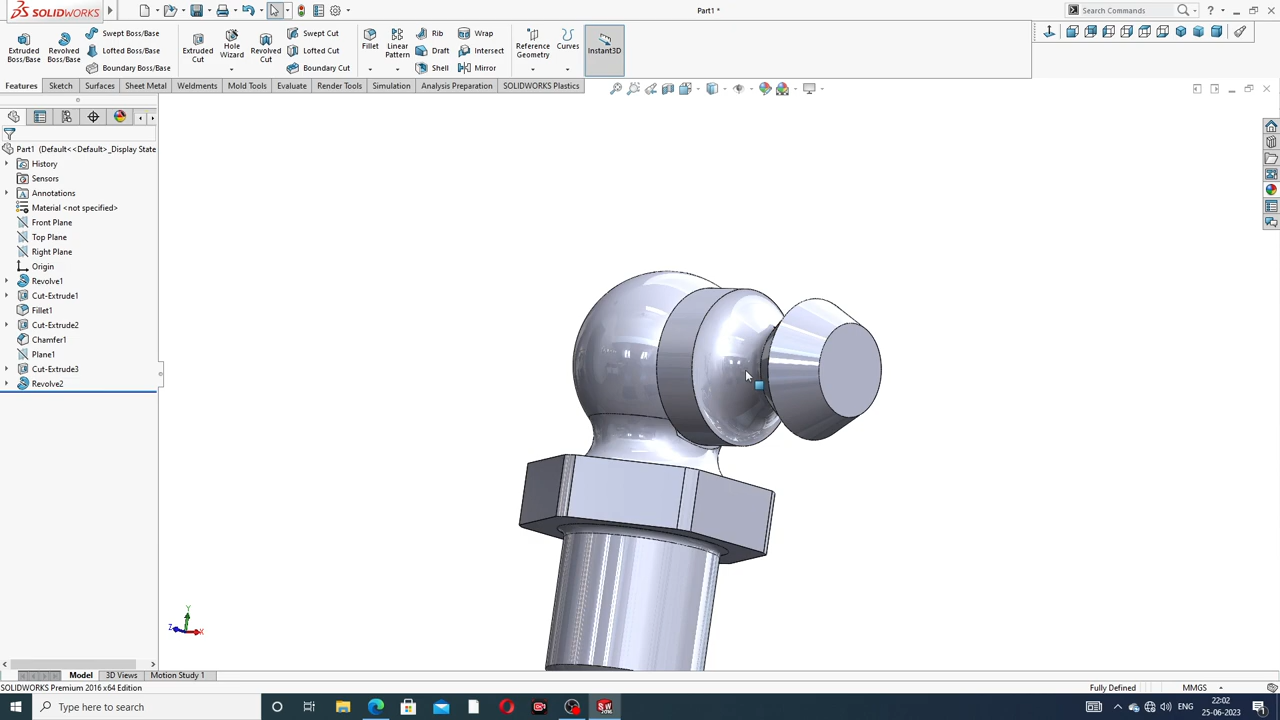 SOLIDWORKS
Part1 *
Search Commands
Extruded Boss/Base
Revolved Boss/Base
Swept Boss/Base
Lofted Boss/Base
Boundary Boss/Base
Extruded Cut
Hole Wizard
Revolved Cut
Swept Cut
Lofted Cut
Boundary Cut
Fillet
Linear Pattern
Rib
Draft
Shell
Wrap
Intersect
Mirror
Reference Geometry
Curves
Instant3D
Features
Sketch
Surfaces
Sheet Metal
Weldments
Mold Tools
Evaluate
Render Tools
Simulation
Analysis Preparation
SOLIDWORKS Plastics
Part1 (Default<<Default>_Display State
History
Sensors
Annotations
Material <not specified>
Front Plane
Top Plane
Right Plane
Origin
Revolve1
Cut-Extrude1
Fillet1
Cut-Extrude2
Chamfer1
Plane1
Cut-Extrude3
Revolve2
Y
Z
X
Model
3D Views
Motion Study 1
SOLIDWORKS Premium 2016 x64 Edition
Fully Defined
MMGS
Type here to search
ENG
22:02
25-06-2023